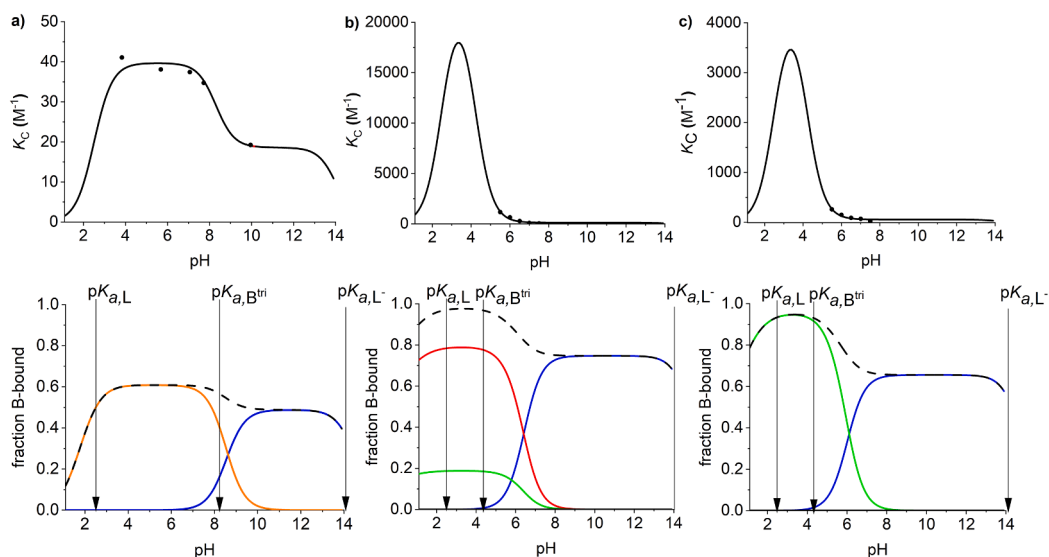 a)
50
40
30
20
10
0
K_C (M⁻¹)
2 4 6 8 10 12 14
pH
b)
20000
15000
10000
5000
0
K_C (M⁻¹)
2 4 6 8 10 12 14
pH
c)
4000
3000
2000
1000
0
K_C (M⁻¹)
2 4 6 8 10 12 14
pH
pK_a,L pK_a,B^tri pK_a,L⁻
1.0
0.8
0.6
0.4
0.2
0.0
fraction B-bound
2 4 6 8 10 12 14
pH
pK_a,L pK_a,B^tri pK_a,L⁻
1.0
0.8
0.6
0.4
0.2
0.0
fraction B-bound
2 4 6 8 10 12 14
pH
pK_a,L pK_a,B^tri pK_a,L⁻
1.0
0.8
0.6
0.4
0.2
0.0
fraction B-bound
2 4 6 8 10 12 14
pH